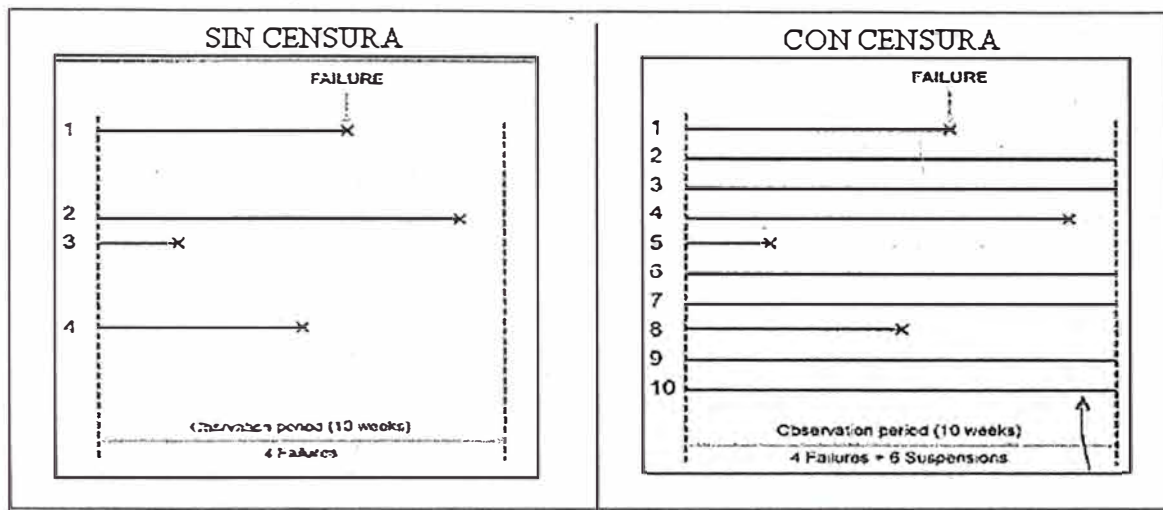 SIN CENSURA
FAILURE
1
2
3
4
Observation period (10 weeks)
4 Failures
CON CENSURA
FAILURE
1
2
3
4
5
6
7
8
9
10
Observation period (10 weeks)
4 Failures + 6 Suspensions